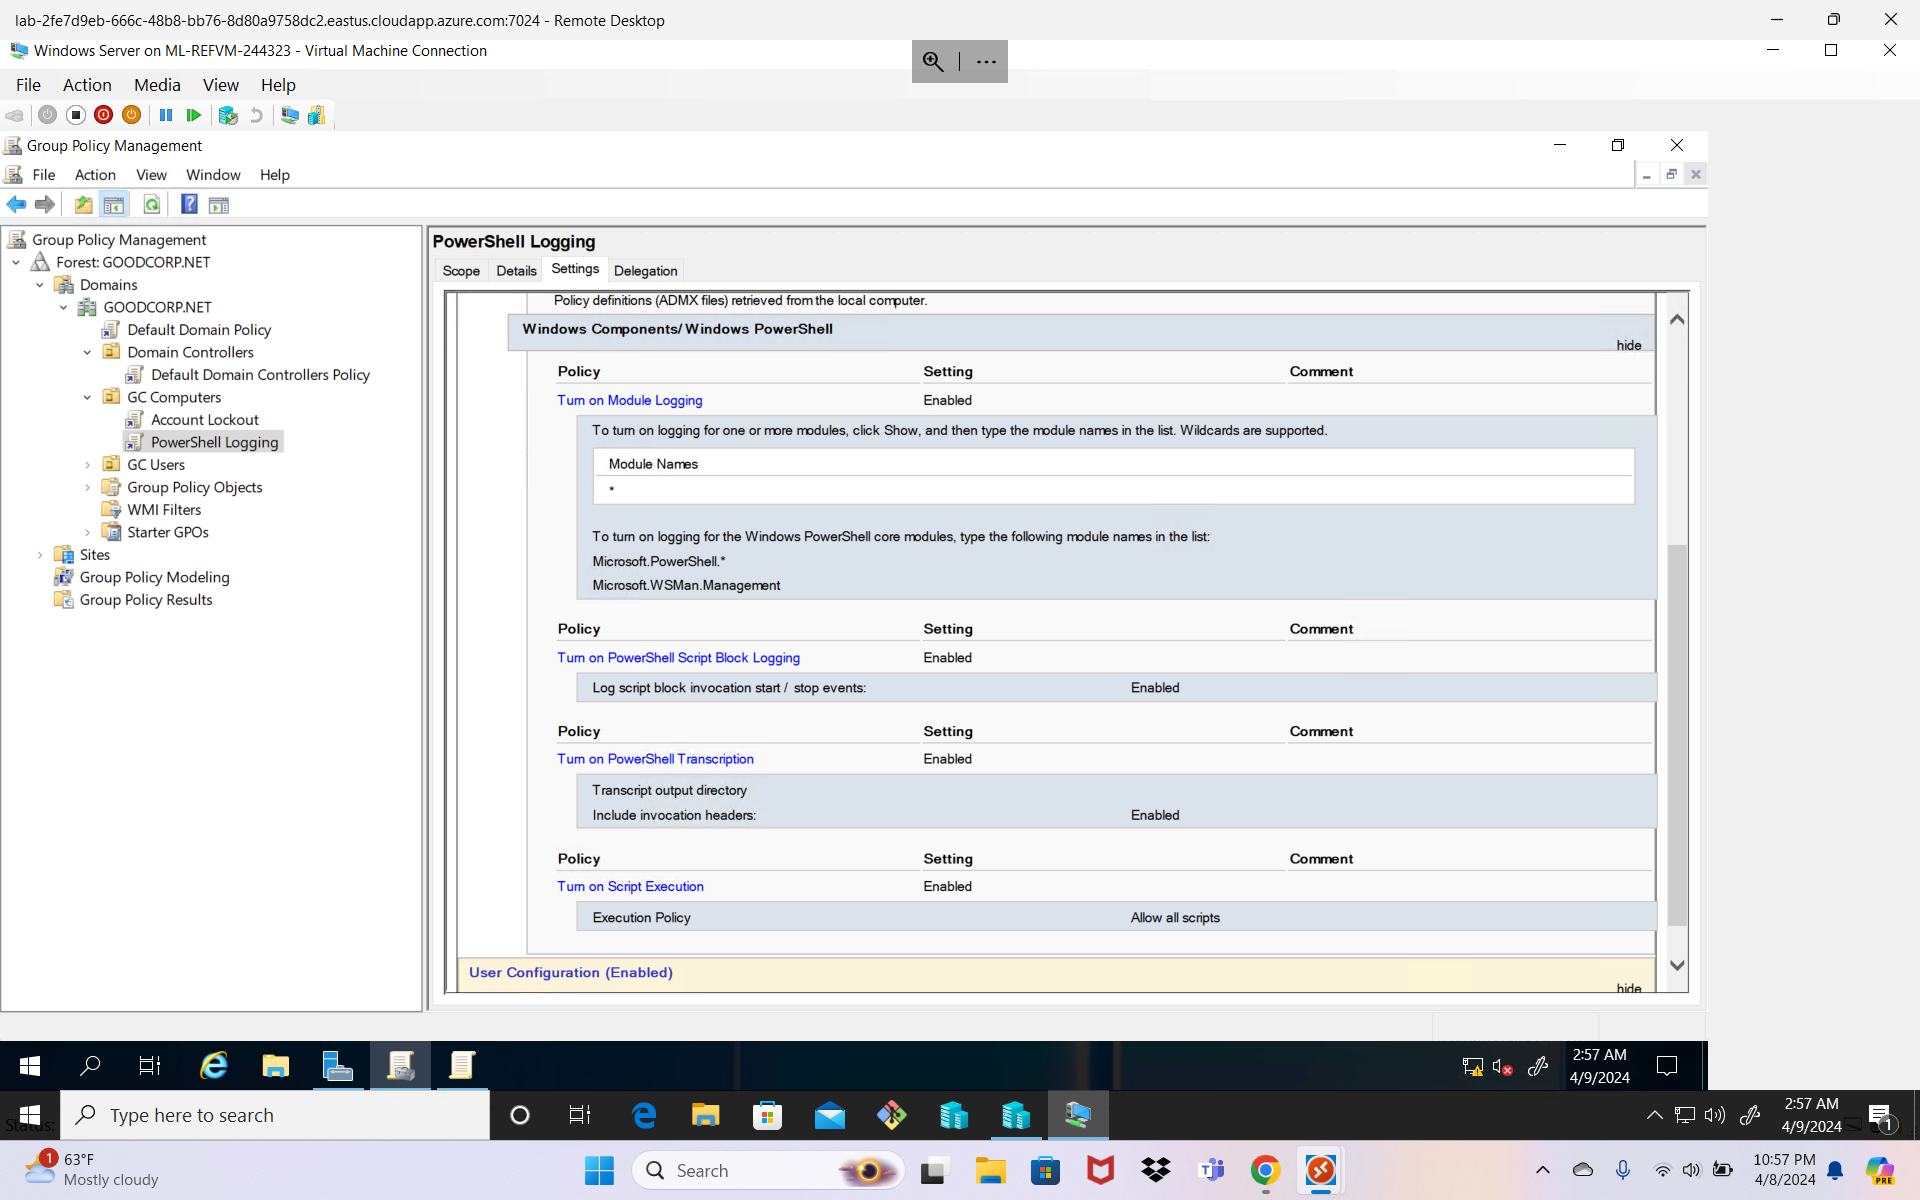 lab-2fe7d9eb-666c-48b8-bb76-8d80a9758dc2.eastus.cloudapp.azure.com:7024 - Remote Desktop
Windows Server on ML-REFVM-244323 - Virtual Machine Connection
File Action Media View Help
Group Policy Management
File Action View Window Help
Group Policy Management
Forest: GOODCORP.NET
Domains
GOODCORP.NET
Default Domain Policy
Domain Controllers
Default Domain Controllers Policy
GC Computers
Account Lockout
PowerShell Logging
GC Users
Group Policy Objects
WMI Filters
Starter GPOs
Sites
Group Policy Modeling
Group Policy Results
PowerShell Logging
Scope Details Settings Delegation
Policy definitions (ADMX files) retrieved from the local computer.
Windows Components/Windows PowerShell
hide
Policy Setting Comment
Turn on Module Logging Enabled
To turn on logging for one or more modules, click Show, and then type the module names in the list. Wildcards are supported.
Module Names
*
To turn on logging for the Windows PowerShell core modules, type the following module names in the list:
Microsoft.PowerShell.*
Microsoft.WSMan.Management
Policy Setting Comment
Turn on PowerShell Script Block Logging Enabled
Log script block invocation start / stop events: Enabled
Policy Setting Comment
Turn on PowerShell Transcription Enabled
Transcript output directory
Include invocation headers: Enabled
Policy Setting Comment
Turn on Script Execution Enabled
Execution Policy Allow all scripts
User Configuration (Enabled)
hide
2:57 AM
4/9/2024
Status:
Type here to search
2:57 AM
4/9/2024
1
1
63°F
Mostly cloudy
Search
10:57 PM
4/8/2024
PRE